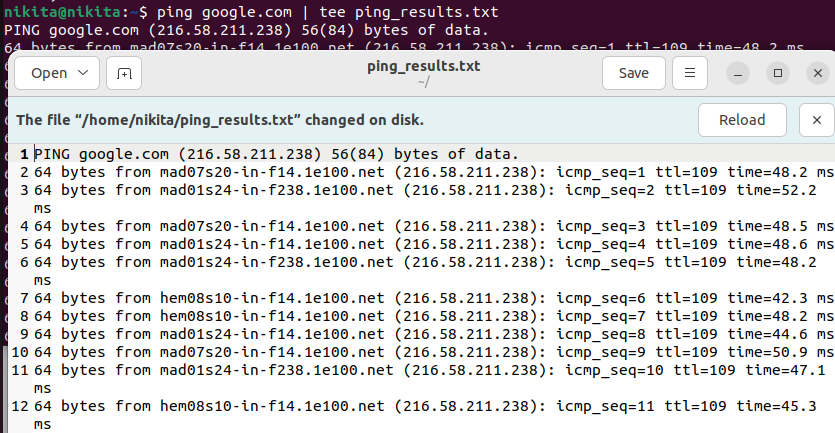 nikita@nikita:~$ ping google.com | tee ping_results.txt
PING google.com (216.58.211.238) 56(84) bytes of data.
64 bytes from mad07s20-in-f14.1e100.net (216.58.211.238): icmp_seq=1 ttl=109 time=48.2 ms
Open
ping_results.txt
~/
Save
The file “/home/nikita/ping_results.txt” changed on disk.
Reload
1 PING google.com (216.58.211.238) 56(84) bytes of data.
2 64 bytes from mad07s20-in-f14.1e100.net (216.58.211.238): icmp_seq=1 ttl=109 time=48.2 ms
3 64 bytes from mad01s24-in-f238.1e100.net (216.58.211.238): icmp_seq=2 ttl=109 time=52.2
ms
4 64 bytes from mad07s20-in-f14.1e100.net (216.58.211.238): icmp_seq=3 ttl=109 time=48.5 ms
5 64 bytes from mad01s24-in-f14.1e100.net (216.58.211.238): icmp_seq=4 ttl=109 time=48.6 ms
6 64 bytes from mad01s24-in-f238.1e100.net (216.58.211.238): icmp_seq=5 ttl=109 time=48.2
ms
7 64 bytes from hem08s10-in-f14.1e100.net (216.58.211.238): icmp_seq=6 ttl=109 time=42.3 ms
8 64 bytes from hem08s10-in-f14.1e100.net (216.58.211.238): icmp_seq=7 ttl=109 time=48.2 ms
9 64 bytes from mad01s24-in-f14.1e100.net (216.58.211.238): icmp_seq=8 ttl=109 time=44.6 ms
10 64 bytes from mad07s20-in-f14.1e100.net (216.58.211.238): icmp_seq=9 ttl=109 time=50.9 ms
11 64 bytes from mad01s24-in-f238.1e100.net (216.58.211.238): icmp_seq=10 ttl=109 time=47.1
ms
12 64 bytes from hem08s10-in-f14.1e100.net (216.58.211.238): icmp_seq=11 ttl=109 time=45.3
ms